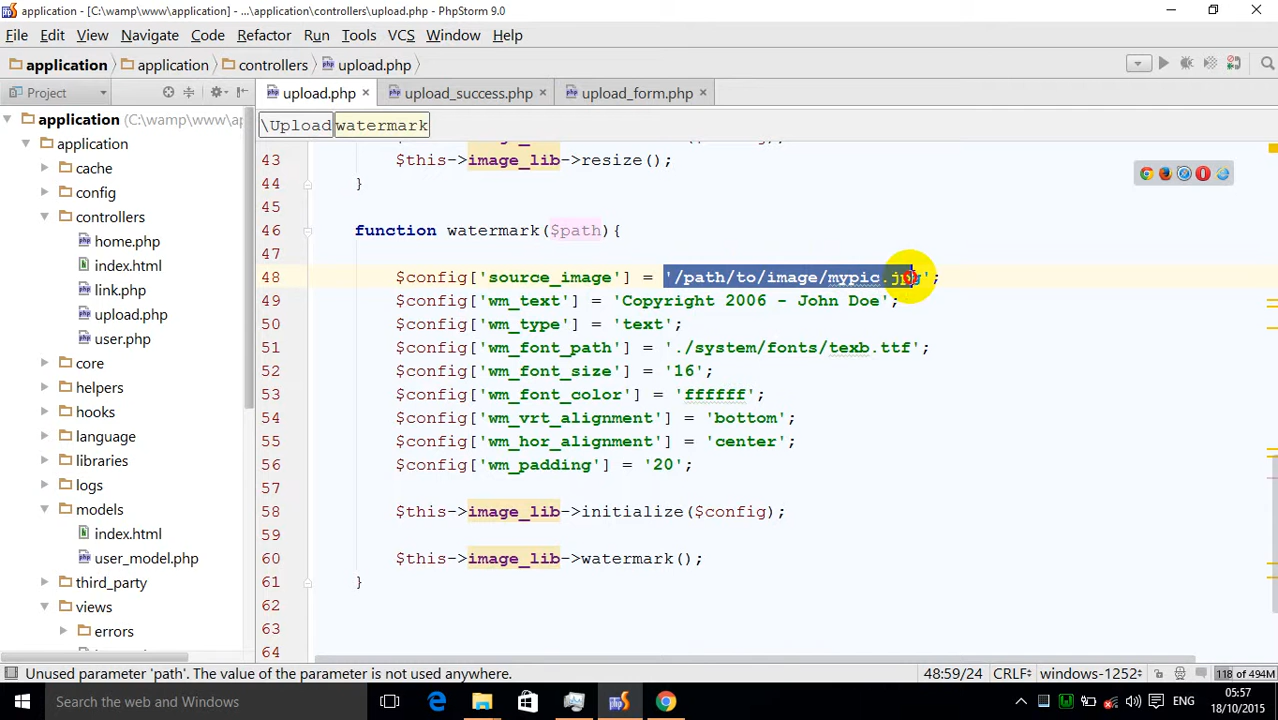 application - [C:\wamp\www\application] - ...\application\controllers\upload.php - PhpStorm 9.0
File Edit View Navigate Code Refactor Run Tools VCS Window Help
application application controllers upload.php
Project upload.php upload_success.php upload_form.php
\Upload watermark
application (C:\wamp\www\ap
application
cache
config
controllers
home.php
index.html
link.php
upload.php
user.php
core
helpers
hooks
language
libraries
logs
models
index.html
user_model.php
third_party
views
errors
43 $this->image_lib->resize();
44 }
45
46 function watermark($path){
47
48 $config['source_image'] = '/path/to/image/mypic.jpg';
49 $config['wm_text'] = 'Copyright 2006 - John Doe';
50 $config['wm_type'] = 'text';
51 $config['wm_font_path'] = './system/fonts/texb.ttf';
52 $config['wm_font_size'] = '16';
53 $config['wm_font_color'] = 'ffffff';
54 $config['wm_vrt_alignment'] = 'bottom';
55 $config['wm_hor_alignment'] = 'center';
56 $config['wm_padding'] = '20';
57
58 $this->image_lib->initialize($config);
59
60 $this->image_lib->watermark();
61 }
62
63
64
Unused parameter 'path'. The value of the parameter is not used anywhere. 48:59/24 CRLF windows-1252 118 of 494M
Search the web and Windows ENG 05:57
18/10/2015